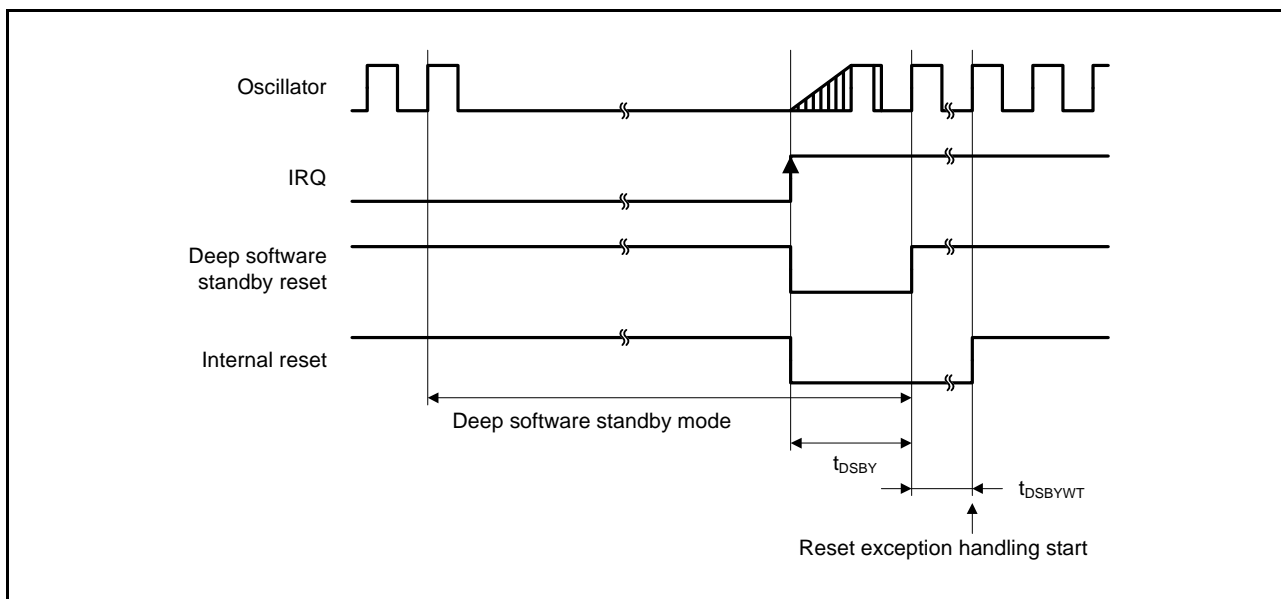 Oscillator
IRQ
Deep software
standby reset
Internal reset
Deep software standby mode
tDSBY
tDSBYWT
Reset exception handling start